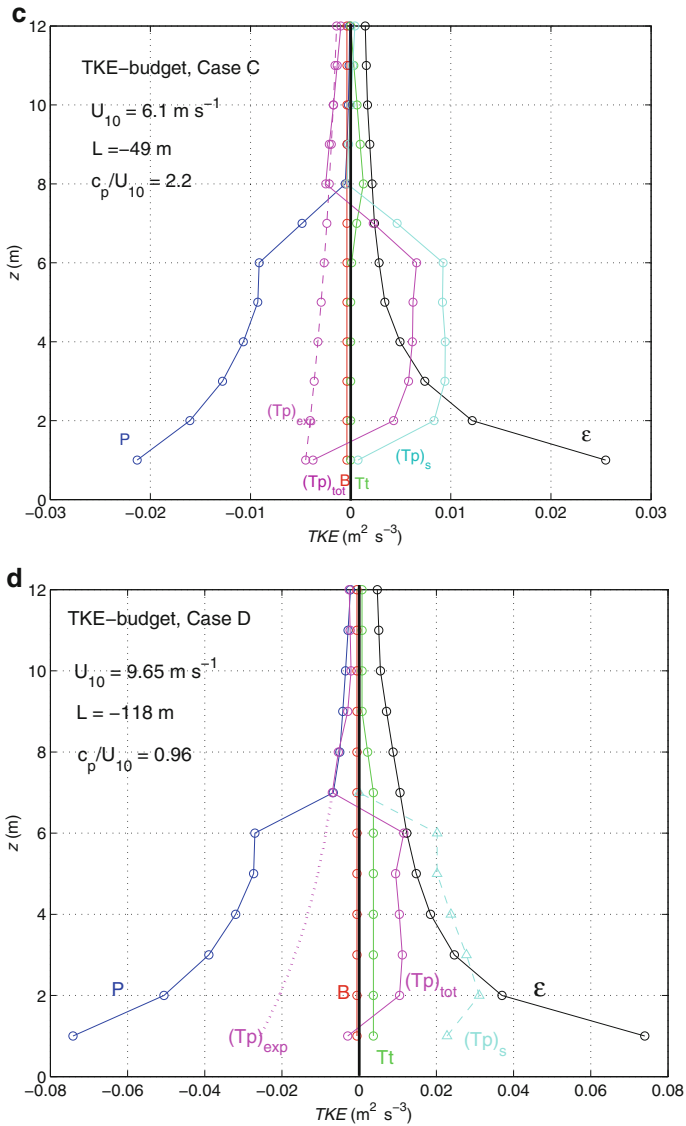 c
12
10
8
6
4
2
0
z (m)
TKE−budget, Case C
U10 = 6.1 m s−1
L=−49 m
cp/U10 = 2.2
P
(Tp)exp
(Tp)tot
B
Tt
(Tp)s
ε
−0.03
−0.02
−0.01
0
0.01
0.02
0.03
TKE (m2 s−3)
d
12
10
8
6
4
2
0
z (m)
TKE−budget, Case D
U10 = 9.65 m s−1
L = −118 m
cp/U10 = 0.96
P
(Tp)exp
B
Tt
(Tp)tot
(Tp)s
ε
−0.08
−0.06
−0.04
−0.02
0
0.02
0.04
0.06
0.08
TKE (m2 s−3)